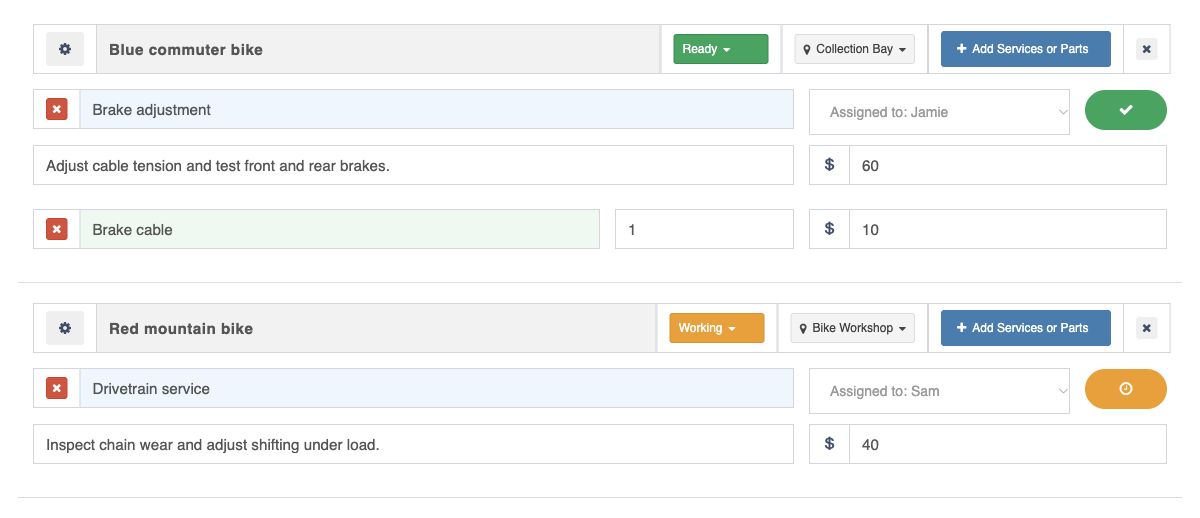 Blue commuter bike Ready Collection Bay Add Services or Parts
Brake adjustment Assigned to: Jamie
Adjust cable tension and test front and rear brakes. $ 60
Brake cable 1 $ 10
Red mountain bike Working Bike Workshop Add Services or Parts
Drivetrain service Assigned to: Sam
Inspect chain wear and adjust shifting under load. $ 40